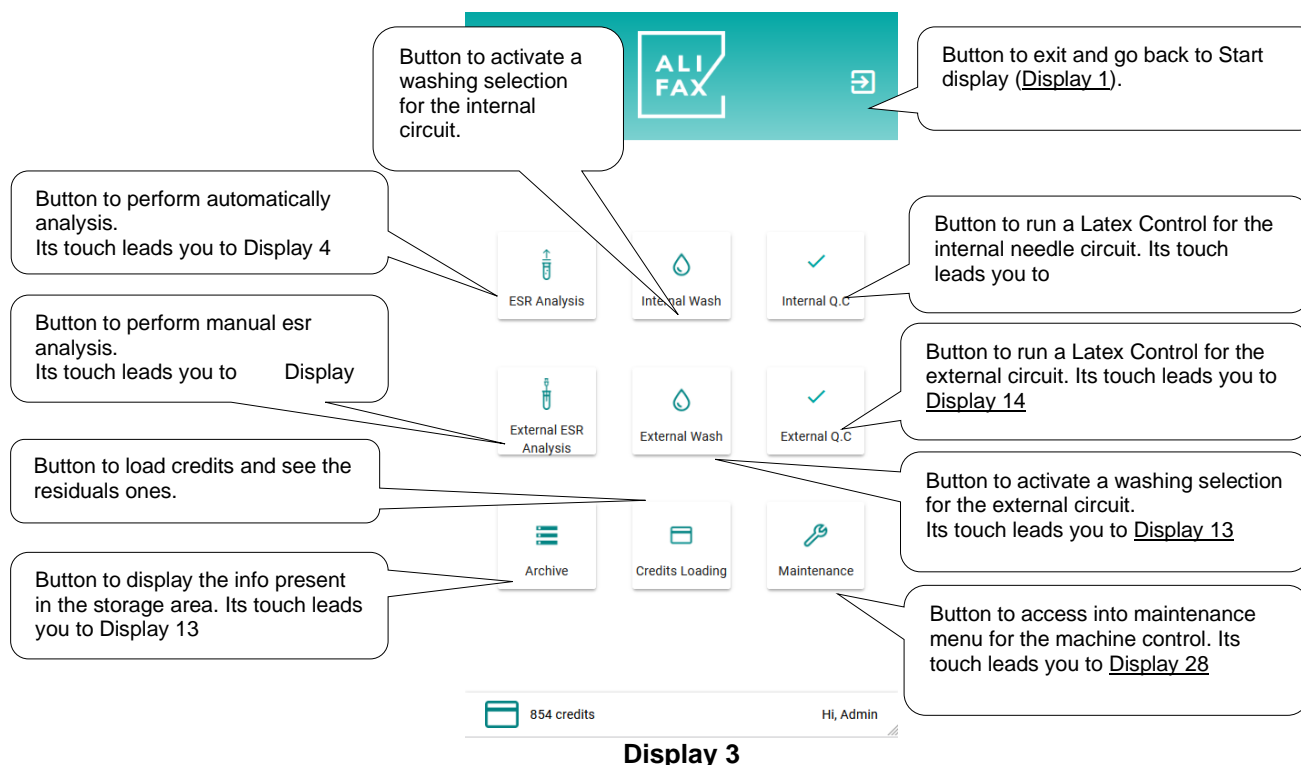 Button to activate a
washing selection
for the internal
circuit.
ALI
FAX
Button to exit and go back to Start
display (Display 1).
Button to perform automatically
analysis.
Its touch leads you to Display 4
Button to run a Latex Control for the
internal needle circuit. Its touch
leads you to
ESR Analysis
Internal Wash
Internal Q.C
Button to perform manual esr
analysis.
Its touch leads you to Display
Button to run a Latex Control for the
external circuit. Its touch leads you to
Display 14
External ESR
Analysis
External Wash
External Q.C
Button to load credits and see the
residuals ones.
Button to activate a washing selection
for the external circuit.
Its touch leads you to Display 13
Archive
Credits Loading
Maintenance
Button to display the info present
in the storage area. Its touch leads
you to Display 13
Button to access into maintenance
menu for the machine control. Its
touch leads you to Display 28
854 credits
Hi, Admin
Display 3